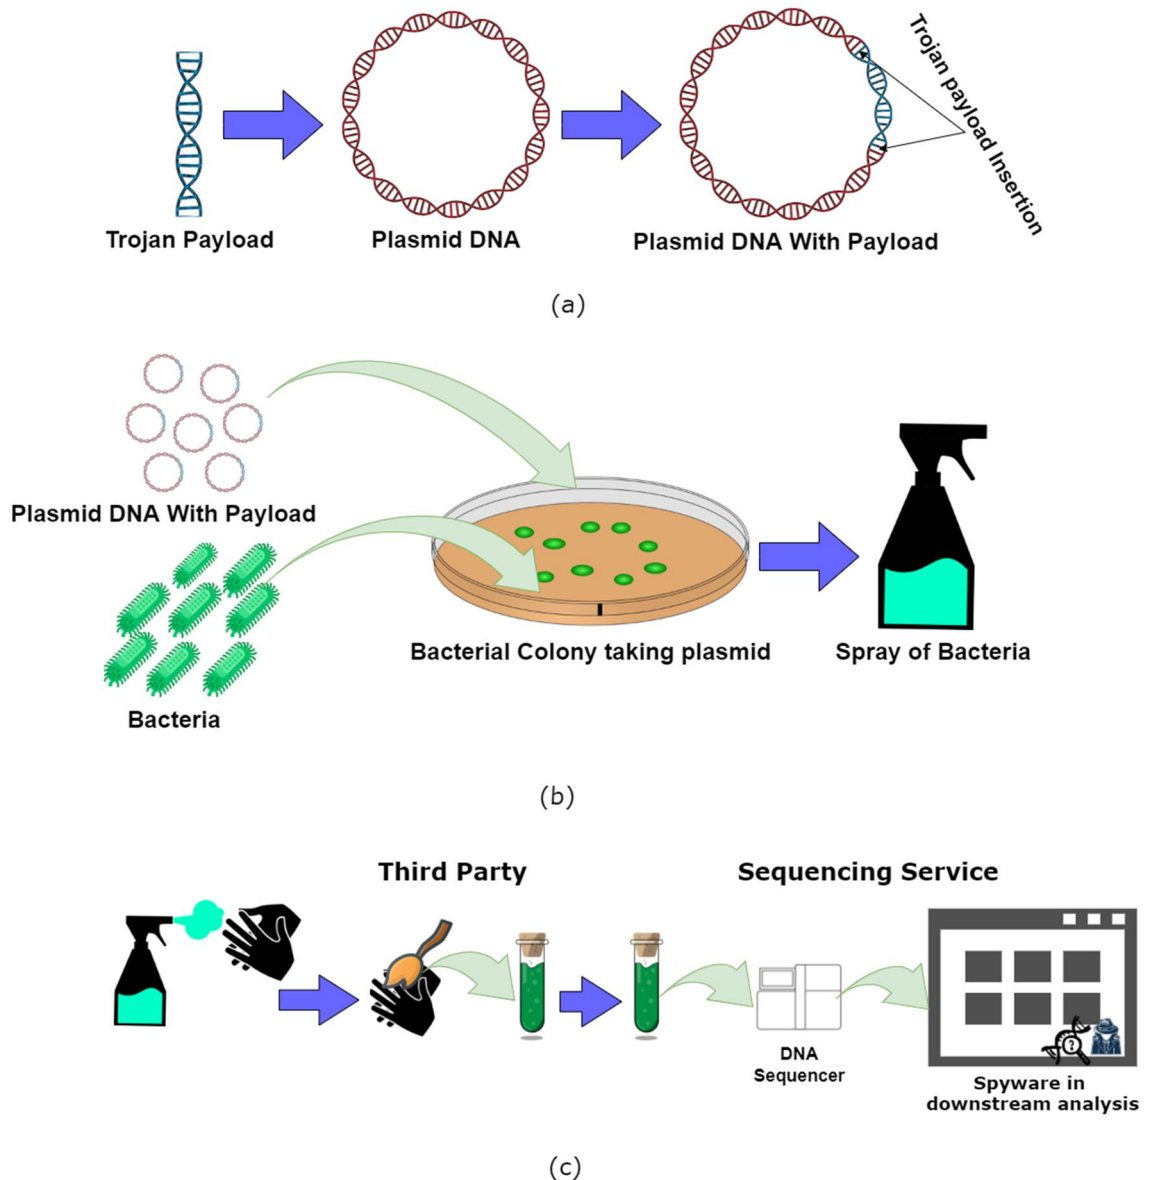 Trojan payload Insertion
Trojan Payload
Plasmid DNA
Plasmid DNA With Payload
(a)
Plasmid DNA With Payload
Bacteria
Bacterial Colony taking plasmid
Spray of Bacteria
(b)
Third Party
Sequencing Service
?
DNA
Sequencer
Spyware in
downstream analysis
(c)